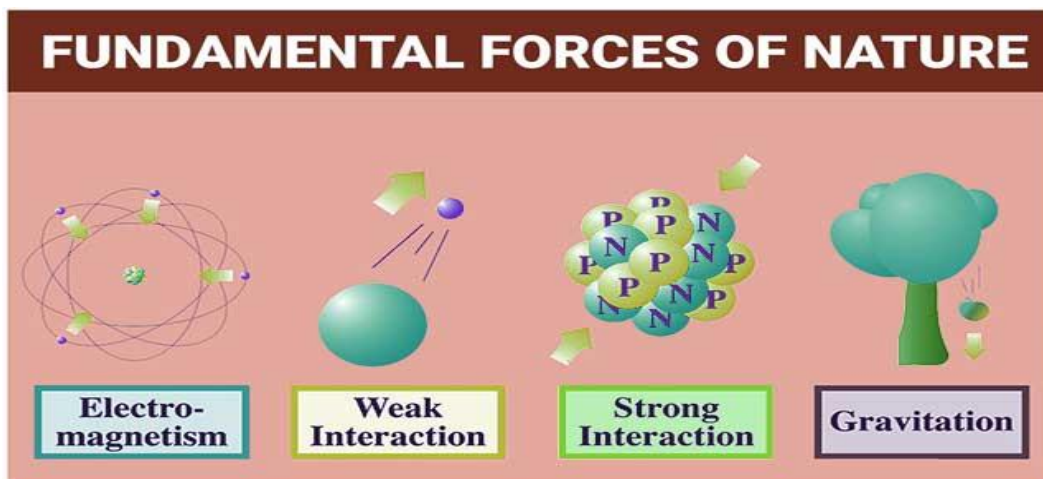 FUNDAMENTAL FORCES OF NATURE
P
P
N
P
N
N
P
P
P
P
N
N
P
N
Electro-
magnetism
Weak
Interaction
Strong
Interaction
Gravitation